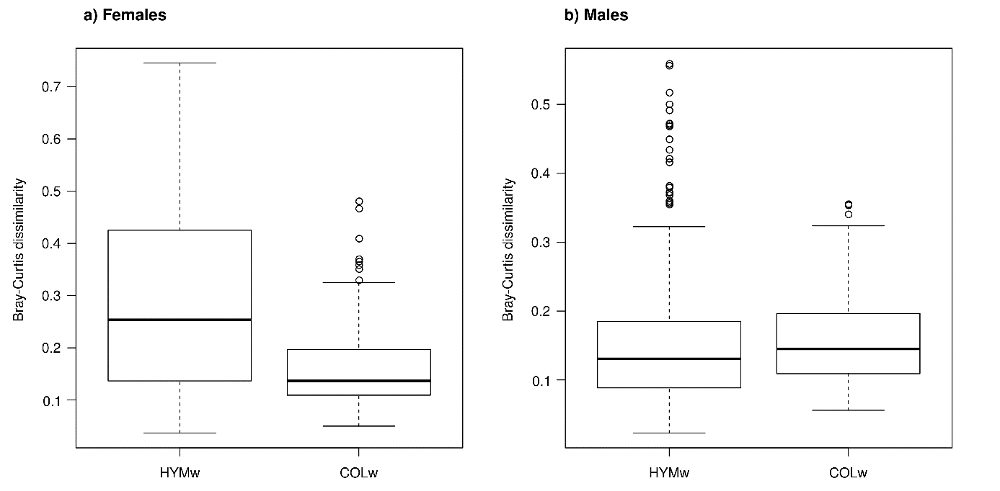 a) Females
b) Males
Bray-Curtis dissimilarity
0.7
0.6
0.5
0.4
0.3
0.2
0.1
HYMw
COLw
Bray-Curtis dissimilarity
0.5
0.4
0.3
0.2
0.1
HYMw
COLw